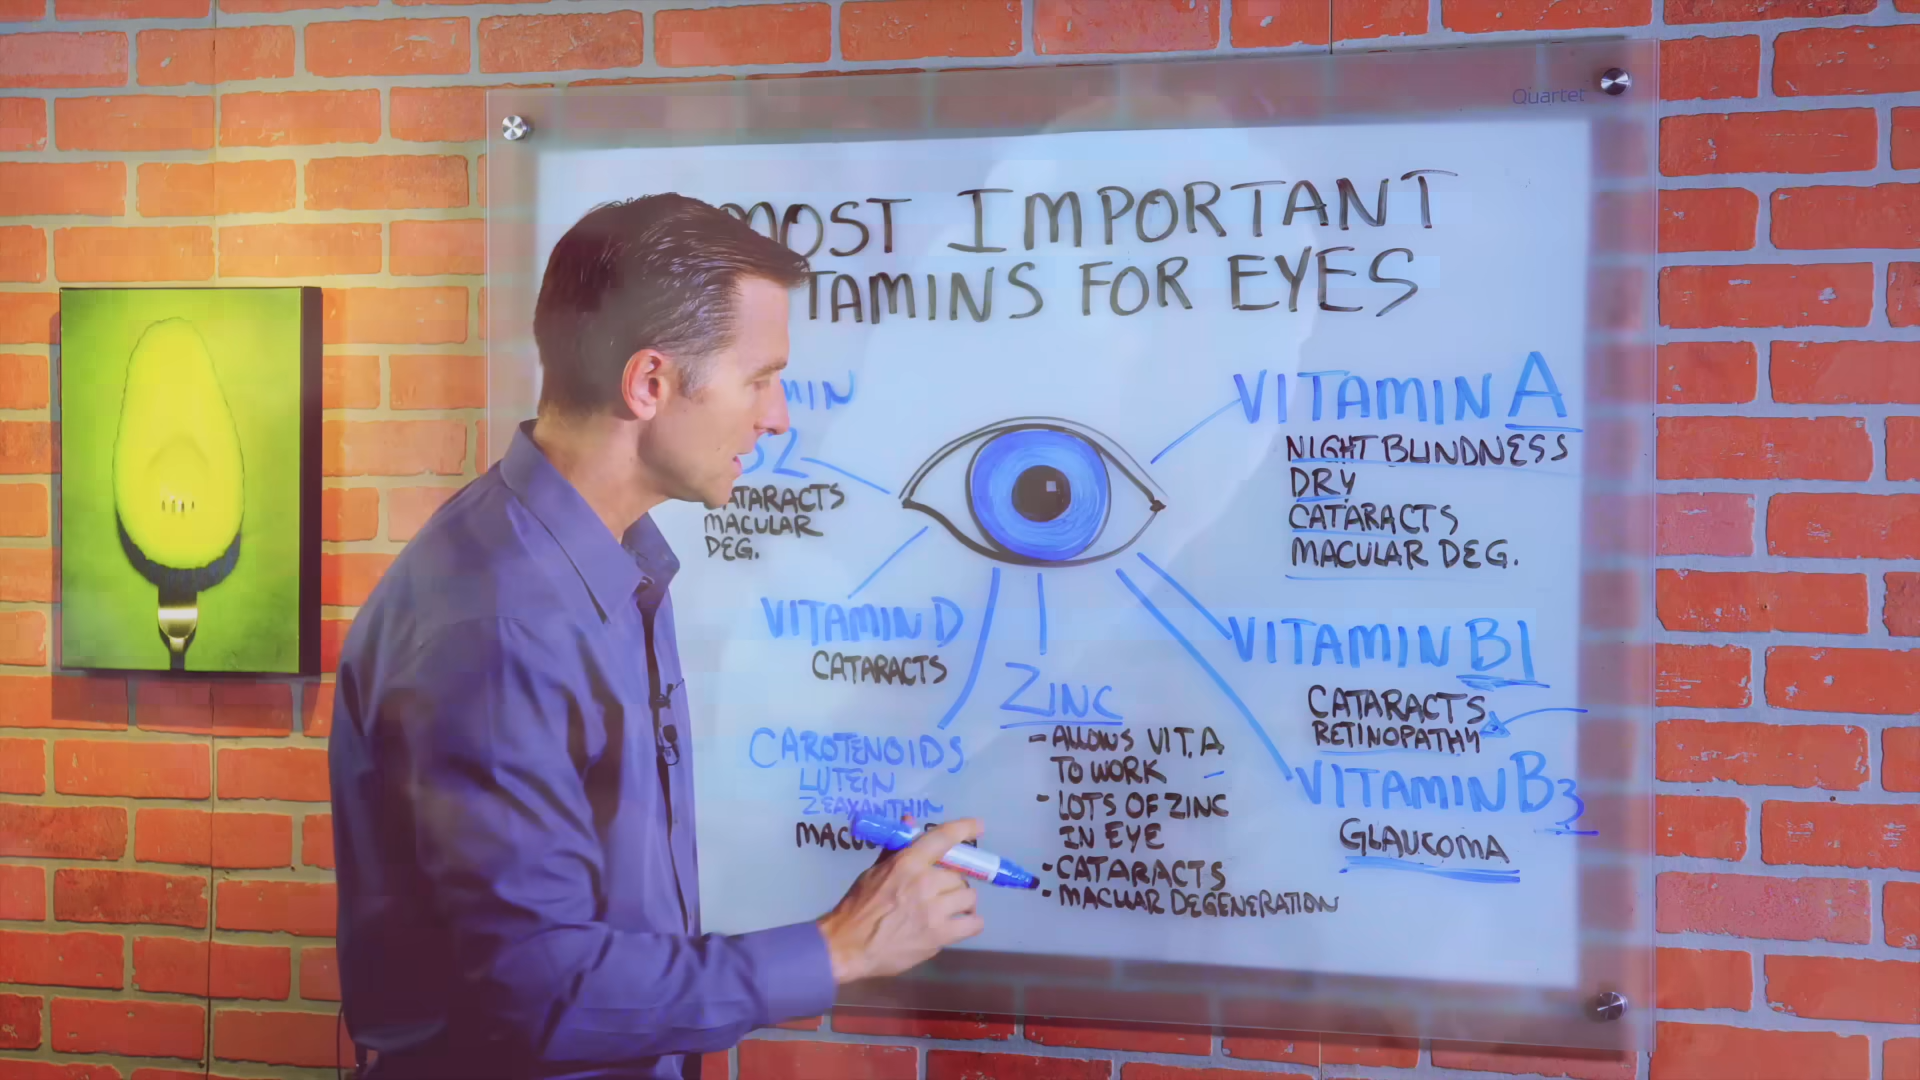 Quartet
MOST IMPORTANT
TAMINS FOR EYES
MIN
B2
ATARACTS
MACULAR
DEG.
VITAMIN A
NIGHT BLINDNESS
DRY
CATARACTS
MACULAR DEG.
VITAMIN D
CATARACTS
VITAMIN B1
CATARACTS
RETINOPATHY
CAROTENOIDS
LUTEIN
ZEAXANTHIN
ZINC
-ALLOWS VIT. A
TO WORK
-LOTS OF ZINC
IN EYE
-CATARACTS
-MACULAR DEGENERATION
VITAMIN B3
GLAUCOMA